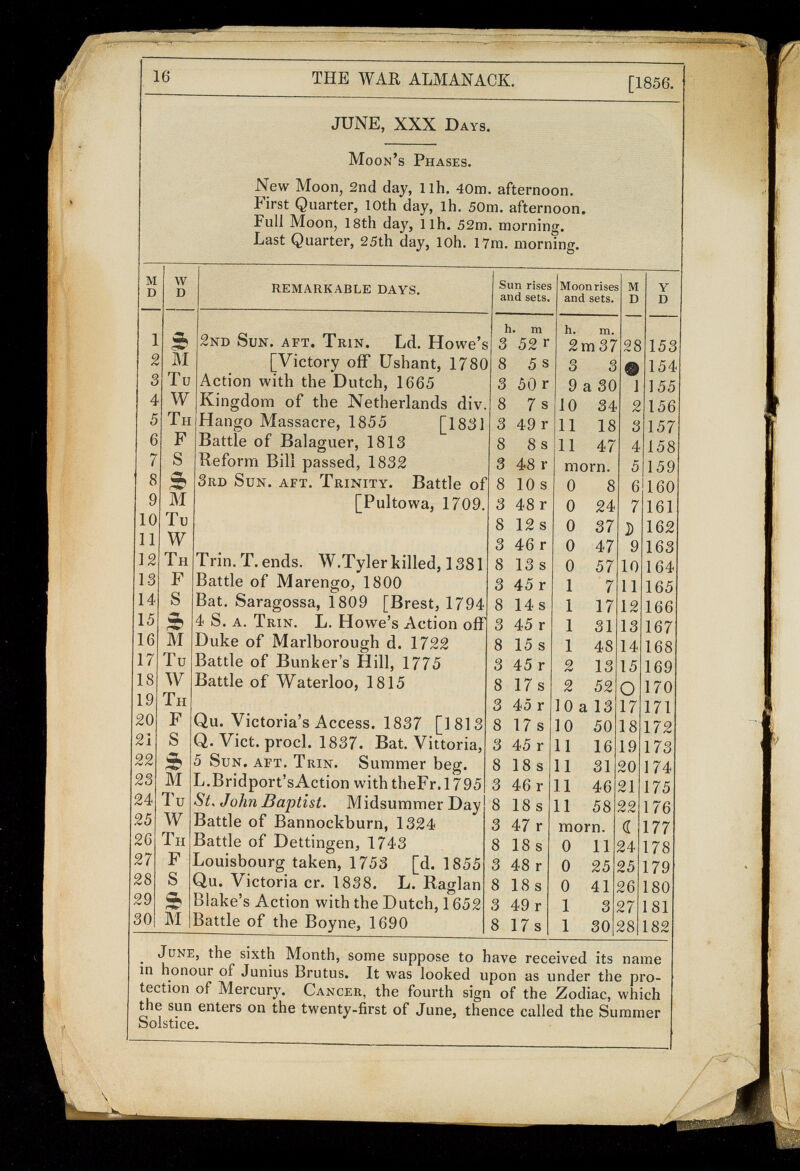 16 THE WAR ALMANACK. [1856.
JUNE, XXX Days.
Moon's Phases.
New Moon, 2nd day, 11h. 40m. afternoon.
First Quarter, 10th day, 1h. 50m. afternoon.
Full Moon, 18th day, 11h. 52m. morning.
Last Quarter, 25th day, 10h. 17m. morning.
M D W D REMARKABLE DAYS. Sun rises and sets. Moon rises and sets. M D Y D
h. m h. m.
1 S 2nd Sun. aft. Trin. Ld. Howe's 3 52 r 2 m 37 28 153
2 M [Victory off Ushant, 1780 8 5 s 3 3 154
3 Tu Action with the Dutch, 1665 3 50 r 9 a 30 1 155
4 W Kingdom of the Netherlands div. 8 7 s 10 34 2 156
5 Th Hango Massacre, 1855 [1831 3 49 r 11 18 3 157
6 F Battle of Balaguer, 1813 8 8 s 11 47 4 158
7 S Reform Bill passed, 1832 3 48 r morn. 5 159
8 S 3rd Sun. aft. Trinity. Battle of 8 10 s 0 8 6 160
9 M [Pultowa, 1709. 3 48 r 0 24 7 161
10 Tu 8 12 s 0 37 ☽ 162
11 W 3 46 r 0 47 9 163
12 Th Trin. T. ends. W. Tyler killed, 1381 8 13 s 0 57 10 164
13 F Battle of Marengo, 1800 3 45 r 1 7 11 165
14 S Bat. Saragossa, 1809 [Brest, 1794 8 14 s 1 17 12 166
15 S 4 S. a. Trin. L. Howe's Action off 3 45 r 1 31 13 167
16 M Duke of Marlborough d. 1722 8 15 s 1 48 14 168
17 Tu Battle of Bunker's Hill, 1775 3 45 r 2 13 15 169
18 W Battle of Waterloo, 1815 8 17 s 2 52 O 170
19 Th 3 45 r 10 a 13 17 171
20 F Qu. Victoria's Access. 1837 [1813 8 17 s 10 50 18 172
21 S Q. Vict. procl. 1837. Bat. Vittoria, 3 45 r 11 16 19 173
22 S 5 Sun. aft. Trin. Summer beg. 8 18 s 11 31 20 174
23 M L. Bridport's Action with the Fr. 1795 3 46 r 11 46 21 175
24 Tu St. John Baptist. Midsummer Day 8 18 s 11 58 22 176
25 W Battle of Bannockburn, 1324 3 47 r morn. ☾ 177
26 Th Battle of Dettingen, 1743 8 18 s 0 11 24 178
27 F Louisbourg taken, 1753 [d. 1855 3 48 r 0 25 25 179
28 S Qu. Victoria cr. 1838. L. Raglan 8 18 s 0 41 26 180
29 S Blake's Action with the Dutch, 1652 3 49 r 1 3 27 181
30 M Battle of the Boyne, 1690 8 17 s 1 30 28 182
June, the sixth Month, some suppose to have received its name
in honour of Junius Brutus. It was looked upon as under the pro-
tection of Mercury. Cancer, the fourth sign of the Zodiac, which
the sun enters on the twenty-first of June, thence called the Summer
Solstice.